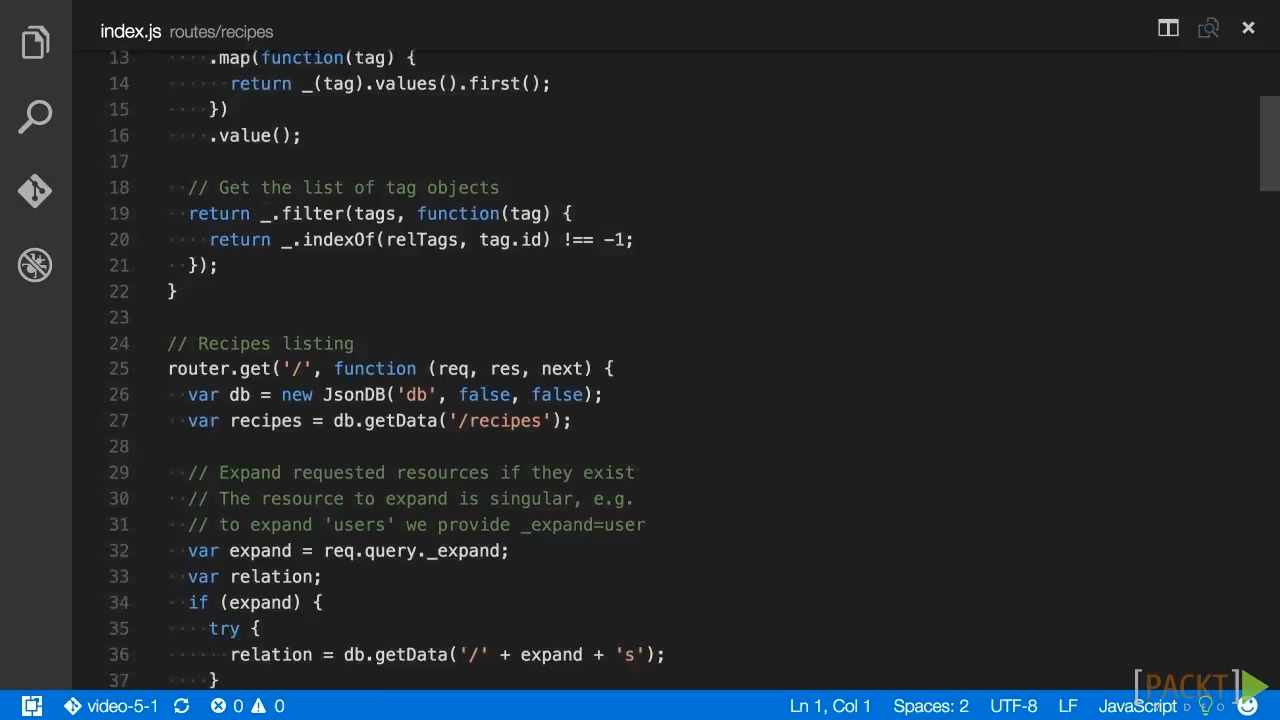 index.js routes/recipes
13 .map(function(tag) {
14 return _(tag).values().first();
15 })
16 .value();
17
18 // Get the list of tag objects
19 return _.filter(tags, function(tag) {
20 return _.indexOf(relTags, tag.id) !== -1;
21 });
22 }
23
24 // Recipes listing
25 router.get('/', function (req, res, next) {
26 var db = new JsonDB('db', false, false);
27 var recipes = db.getData('/recipes');
28
29 // Expand requested resources if they exist
30 // The resource to expand is singular, e.g.
31 // to expand 'users' we provide _expand=user
32 var expand = req.query._expand;
33 var relation;
34 if (expand) {
35 try {
36 relation = db.getData('/' + expand + 's');
37 }
[PACKT]
video-5-1 0 0 Ln 1, Col 1 Spaces: 2 UTF-8 LF JavaScript